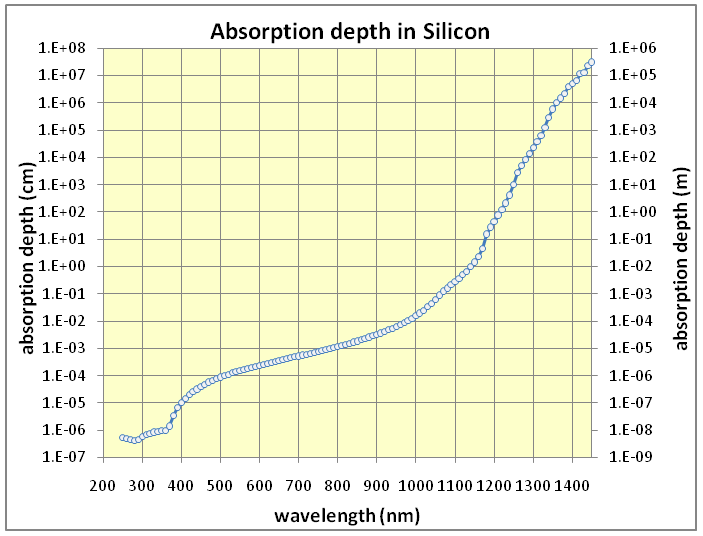 Absorption depth in Silicon
1.E+08
1.E+07
1.E+06
1.E+05
1.E+04
1.E+03
1.E+02
1.E+01
1.E+00
1.E-01
1.E-02
1.E-03
1.E-04
1.E-05
1.E-06
1.E-07
absorption depth (cm)
1.E+06
1.E+05
1.E+04
1.E+03
1.E+02
1.E+01
1.E+00
1.E-01
1.E-02
1.E-03
1.E-04
1.E-05
1.E-06
1.E-07
1.E-08
1.E-09
absorption depth (m)
200 300 400 500 600 700 800 900 1000 1100 1200 1300 1400
wavelength (nm)